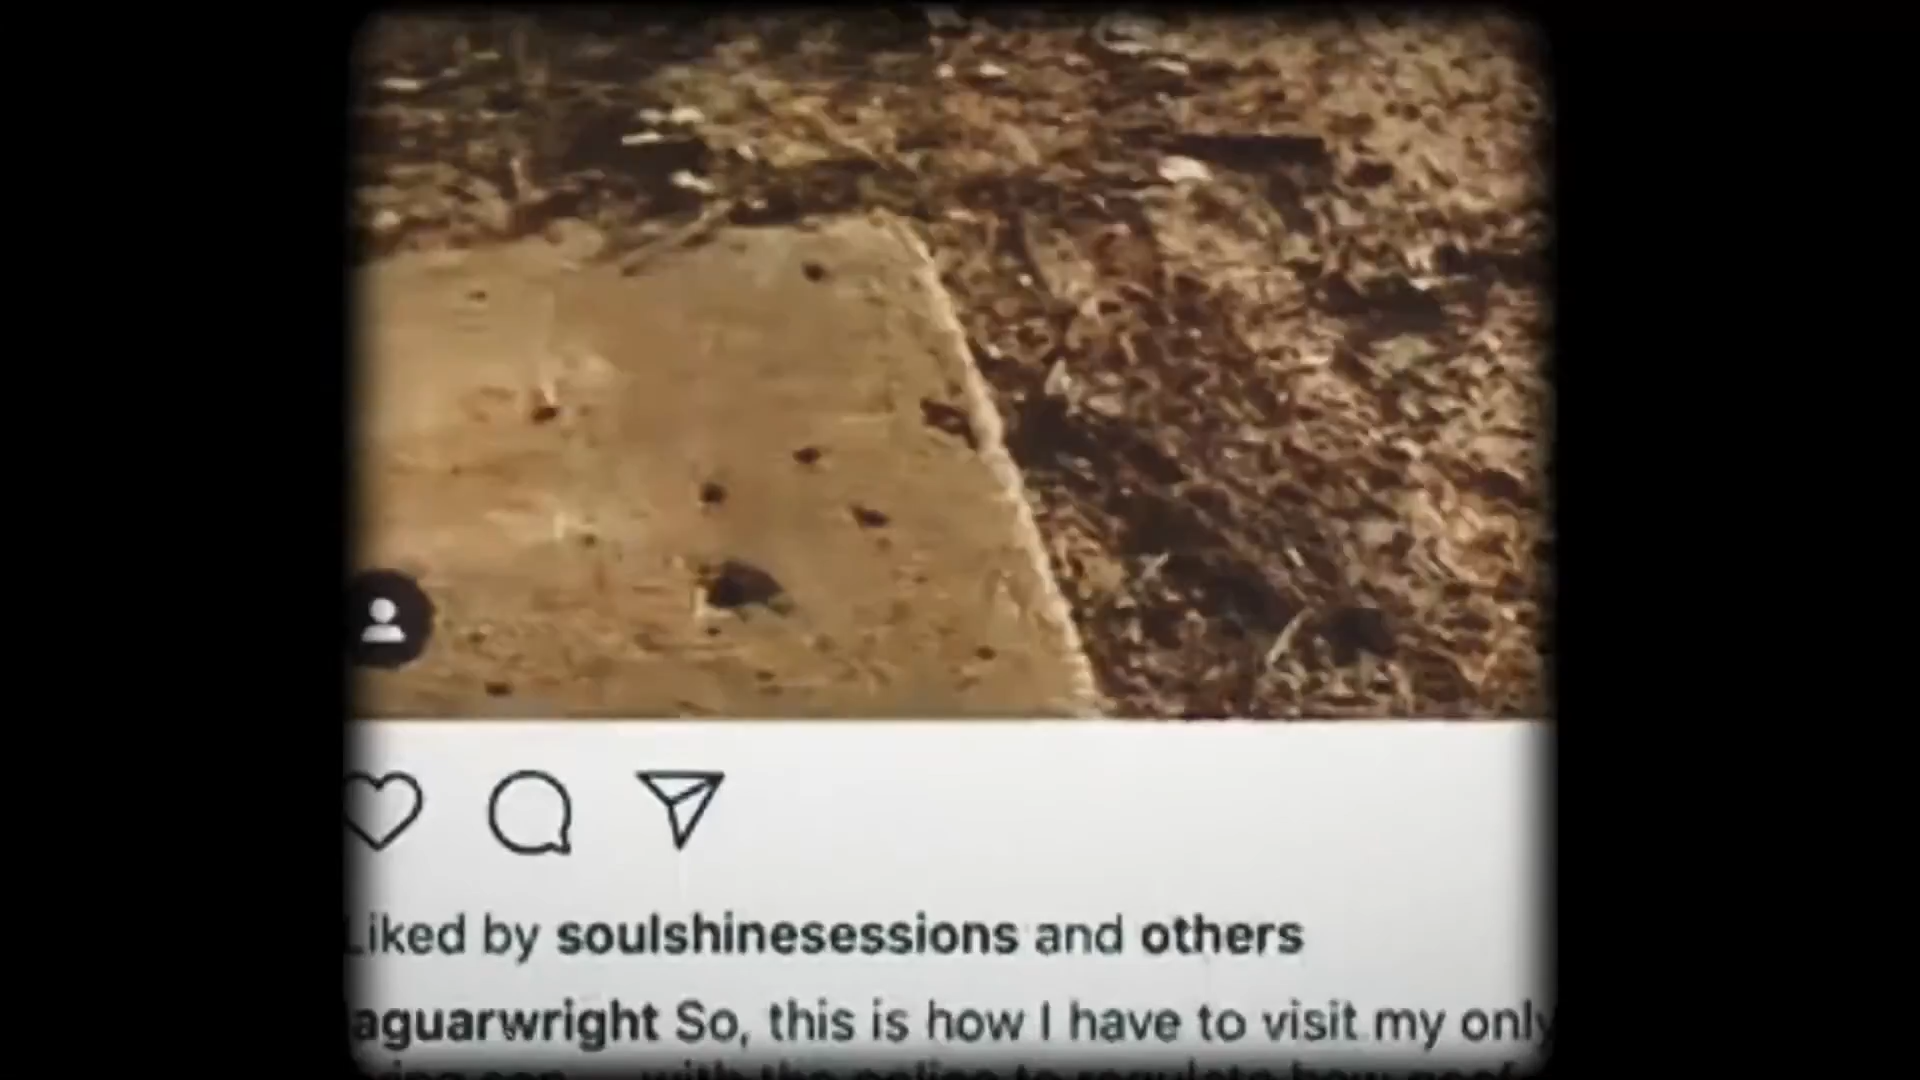 Liked by soulshinesessions and others
aguarwright So, this is how I have to visit my only